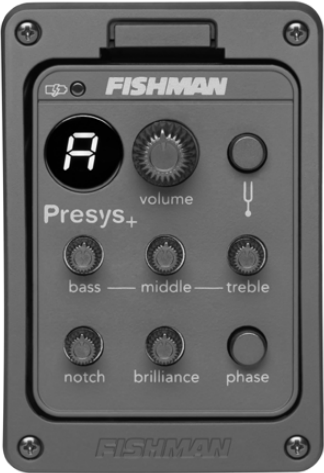 FISHMAN
A
volume
Presys+
bass middle treble
notch brilliance phase
FISHMAN